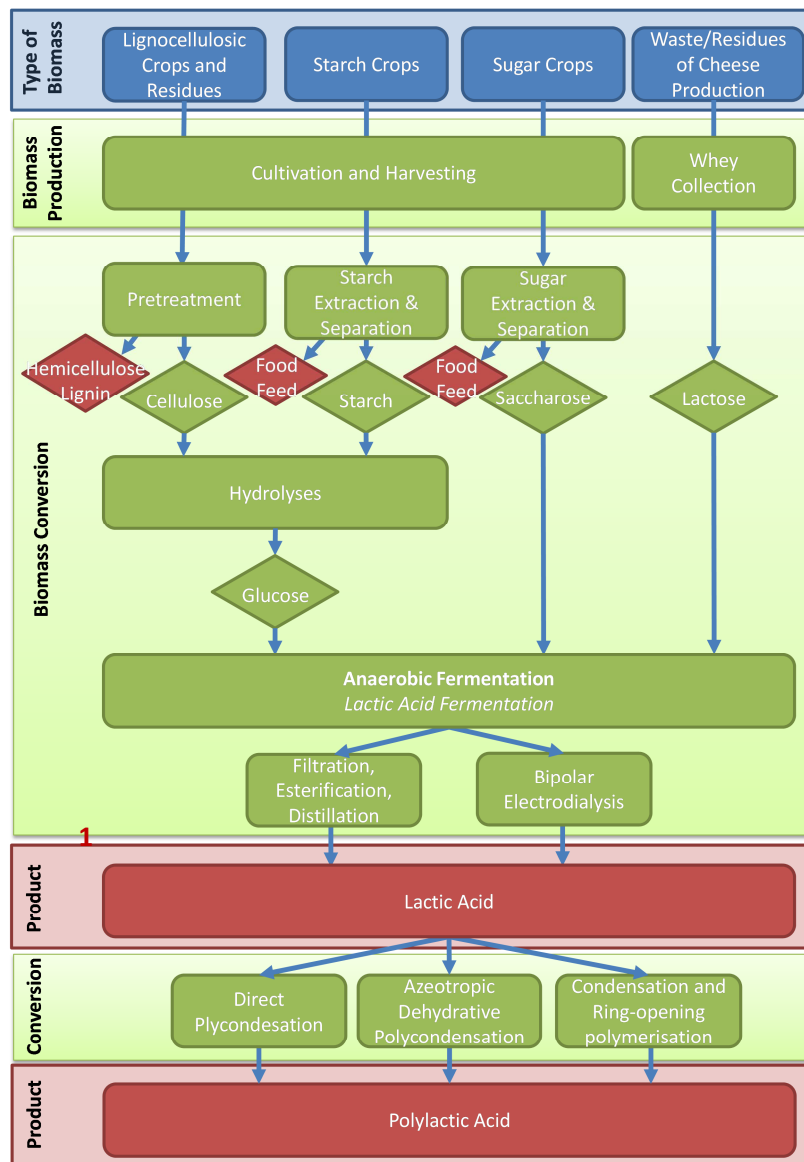 Type of
Biomass
Lignocellulosic
Crops and
Residues
Starch Crops
Sugar Crops
Waste/Residues
of Cheese
Production
Biomass
Production
Cultivation and Harvesting
Whey
Collection
Biomass Conversion
Pretreatment
Starch
Extraction &
Separation
Sugar
Extraction &
Separation
Hemicellulose
Lignin
Cellulose
Food
Feed
Starch
Food
Feed
Saccharose
Lactose
Hydrolyses
Glucose
Anaerobic Fermentation
Lactic Acid Fermentation
Filtration,
Esterification,
Distillation
Bipolar
Electrodialysis
1
Product
Lactic Acid
Conversion
Direct
Plycondesation
Azeotropic
Dehydrative
Polycondensation
Condensation and
Ring-opening
polymerisation
Product
Polylactic Acid